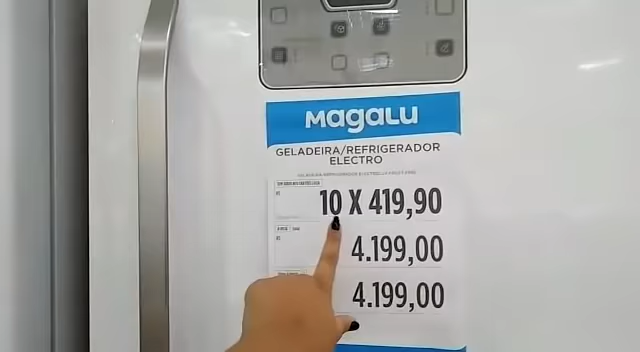 MagaLu
GELADEIRA/REFRIGERADOR
ELECTRO
10 X 419,90
4.199,00
4.199,00